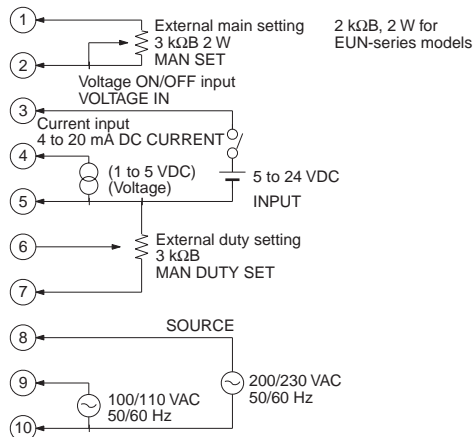 1
External main setting
3 kΩB 2 W
MAN SET
2 kΩB, 2 W for
EUN-series models
2
Voltage ON/OFF input
VOLTAGE IN
3
Current input
4 to 20 mA DC CURRENT
4
(1 to 5 VDC)
(Voltage)
5 to 24 VDC
5
INPUT
6
External duty setting
3 kΩB
MAN DUTY SET
7
SOURCE
8
200/230 VAC
50/60 Hz
9
100/110 VAC
50/60 Hz
10